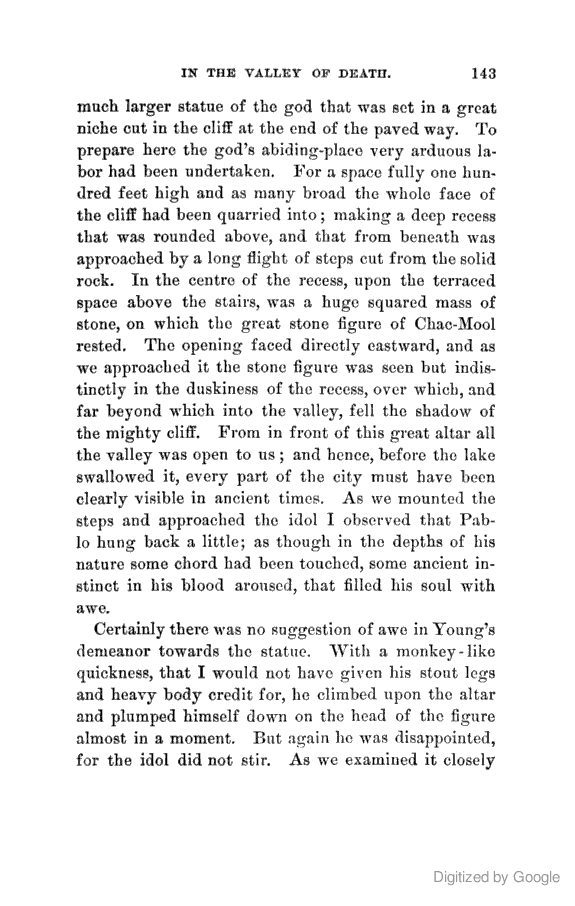 IN THE VALLEY OF DEATH. 143
much larger statue of the god that was set in a great
niche cut in the cliff at the end of the paved way. To
prepare here the god's abiding-place very arduous la-
bor had been undertaken. For a space fully one hun-
dred feet high and as many broad the whole face of
the cliff had been quarried into; making a deep recess
that was rounded above, and that from beneath was
approached by a long flight of steps cut from the solid
rock. In the centre of the recess, upon the terraced
space above the stairs, was a huge squared mass of
stone, on which the great stone figure of Chac-Mool
rested. The opening faced directly eastward, and as
we approached it the stone figure was seen but indis-
tinctly in the duskiness of the recess, over which, and
far beyond which into the valley, fell the shadow of
the mighty cliff. From in front of this great altar all
the valley was open to us; and hence, before the lake
swallowed it, every part of the city must have been
clearly visible in ancient times. As we mounted the
steps and approached the idol I observed that Pab-
lo hung back a little; as though in the depths of his
nature some chord had been touched, some ancient in-
stinct in his blood aroused, that filled his soul with
awe.
Certainly there was no suggestion of awe in Young's
demeanor towards the statue. With a monkey-like
quickness, that I would not have given his stout legs
and heavy body credit for, he climbed upon the altar
and plumped himself down on the head of the figure
almost in a moment. But again he was disappointed,
for the idol did not stir. As we examined it closely
Digitized by Google